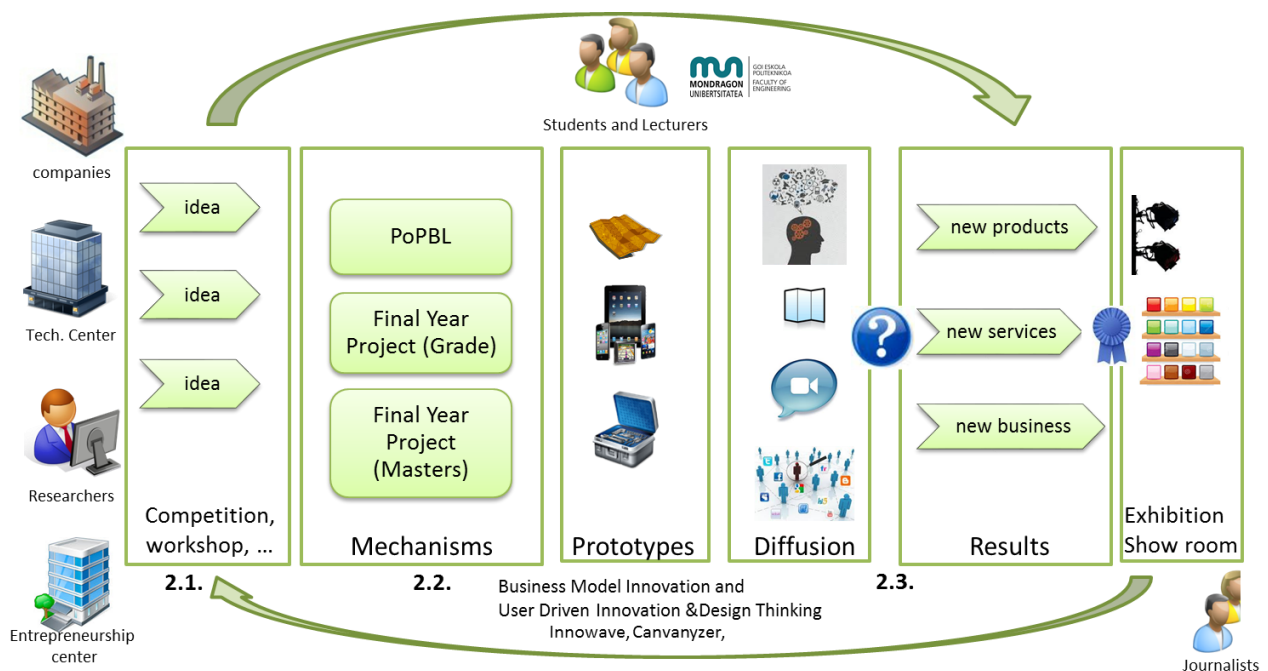 Students and Lecturers
MONDRAGON
UNIBERTSITATEA
GOI ESKOLA
POLITEKNIKOA
FACULTY OF
ENGINEERING
companies
Tech. Center
Researchers
Entrepreneurship
center
idea
idea
idea
Competition,
workshop, ...
2.1.
PoPBL
Final Year
Project (Grade)
Final Year
Project
(Masters)
Mechanisms
2.2.
Prototypes
Diffusion
?
new products
new services
new business
Results
2.3.
Exhibition
Show room
Business Model Innovation and
User Driven Innovation &Design Thinking
Innowave, Canvanyzer,
Journalists